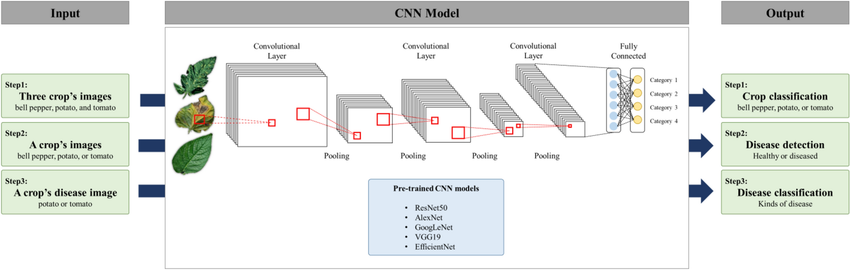 Input
CNN Model
Output
Step1:
Three crop's images
bell pepper, potato, and tomato
Step2:
A crop's images
bell pepper, potato, or tomato
Step3:
A crop's disease image
potato or tomato
Convolutional
Layer
Convolutional
Layer
Convolutional
Layer
Fully
Connected
Category 1
Category 2
Category 3
Category 4
Pooling
Pooling
Pooling
Pooling
Pre-trained CNN models
• ResNet50
• AlexNet
• GoogLeNet
• VGG19
• EfficientNet
Step1:
Crop classification
bell pepper, potato, or tomato
Step2:
Disease detection
Healthy or diseased
Step3:
Disease classification
Kinds of disease